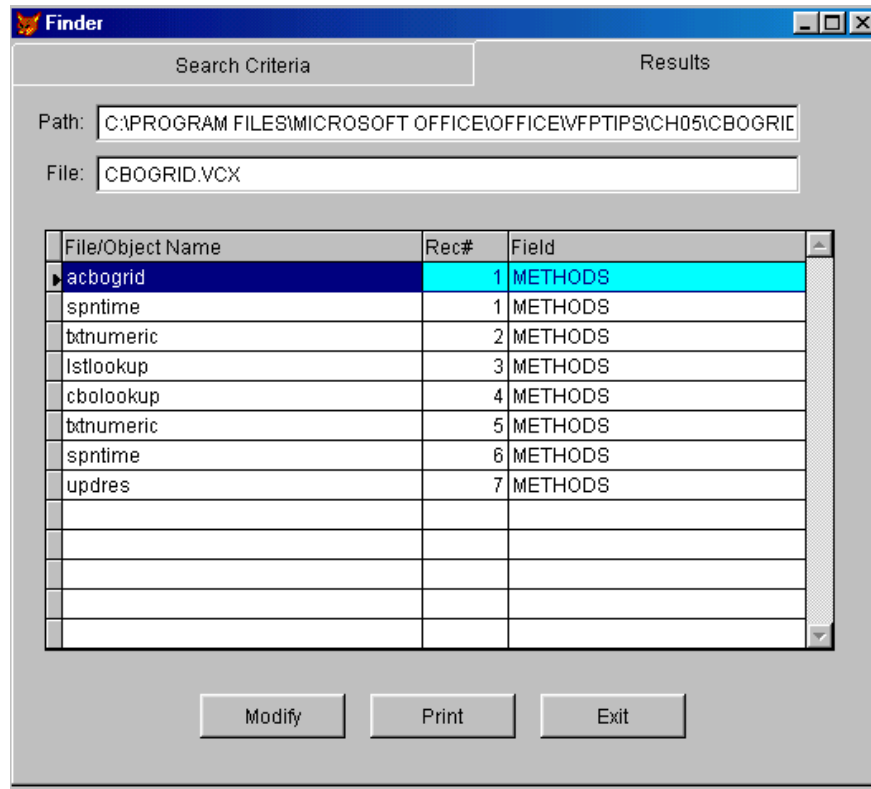 Finder
Search Criteria Results
Path: C:\PROGRAM FILES\MICROSOFT OFFICE\OFFICE\VFPTIPS\CH05\CBOGRID
File: CBOGRID.VCX
File/Object Name Rec# Field
acbogrid 1 METHODS
spntime 1 METHODS
txtnumeric 2 METHODS
lstlookup 3 METHODS
cbolookup 4 METHODS
txtnumeric 5 METHODS
spntime 6 METHODS
updres 7 METHODS
Modify Print Exit